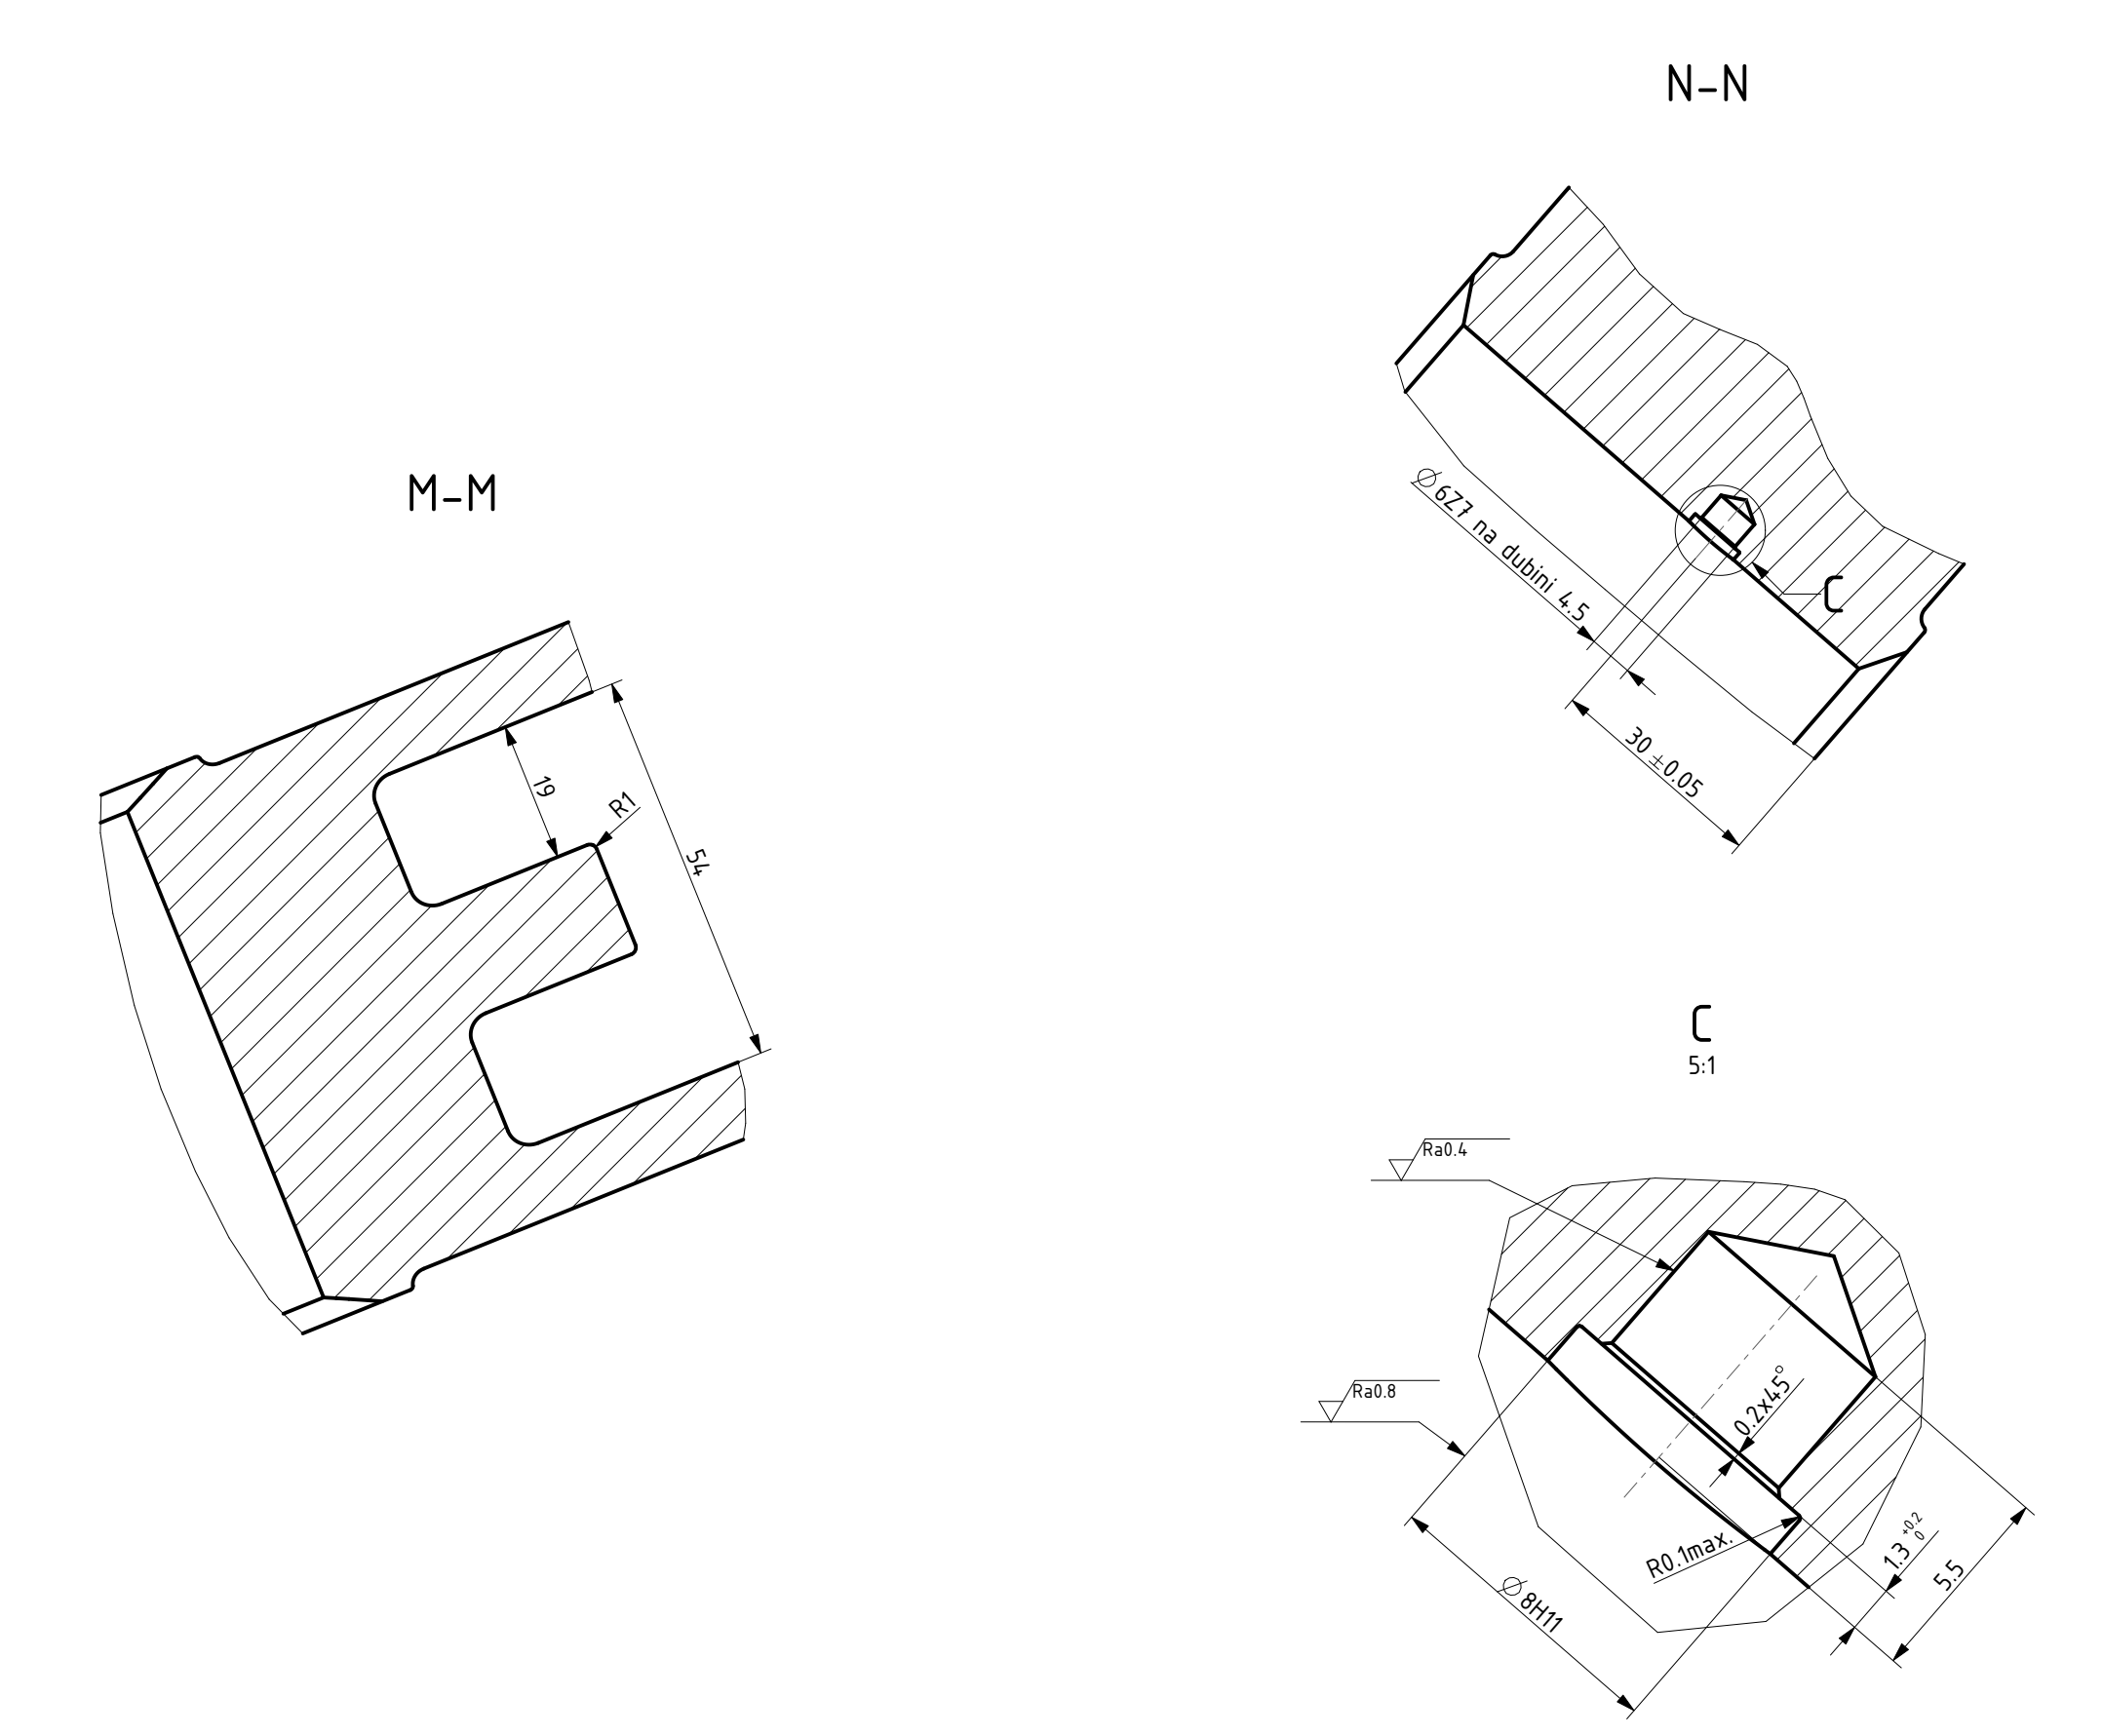 N-N
M-M
⌀6Z7 na dubini 4.5
C
30±0.05
19
R1
54
C
5:1
Ra0.4
Ra0.8
0.2x45°
R0.1max.
1.3 +0.2 0
5.5
⌀8H11